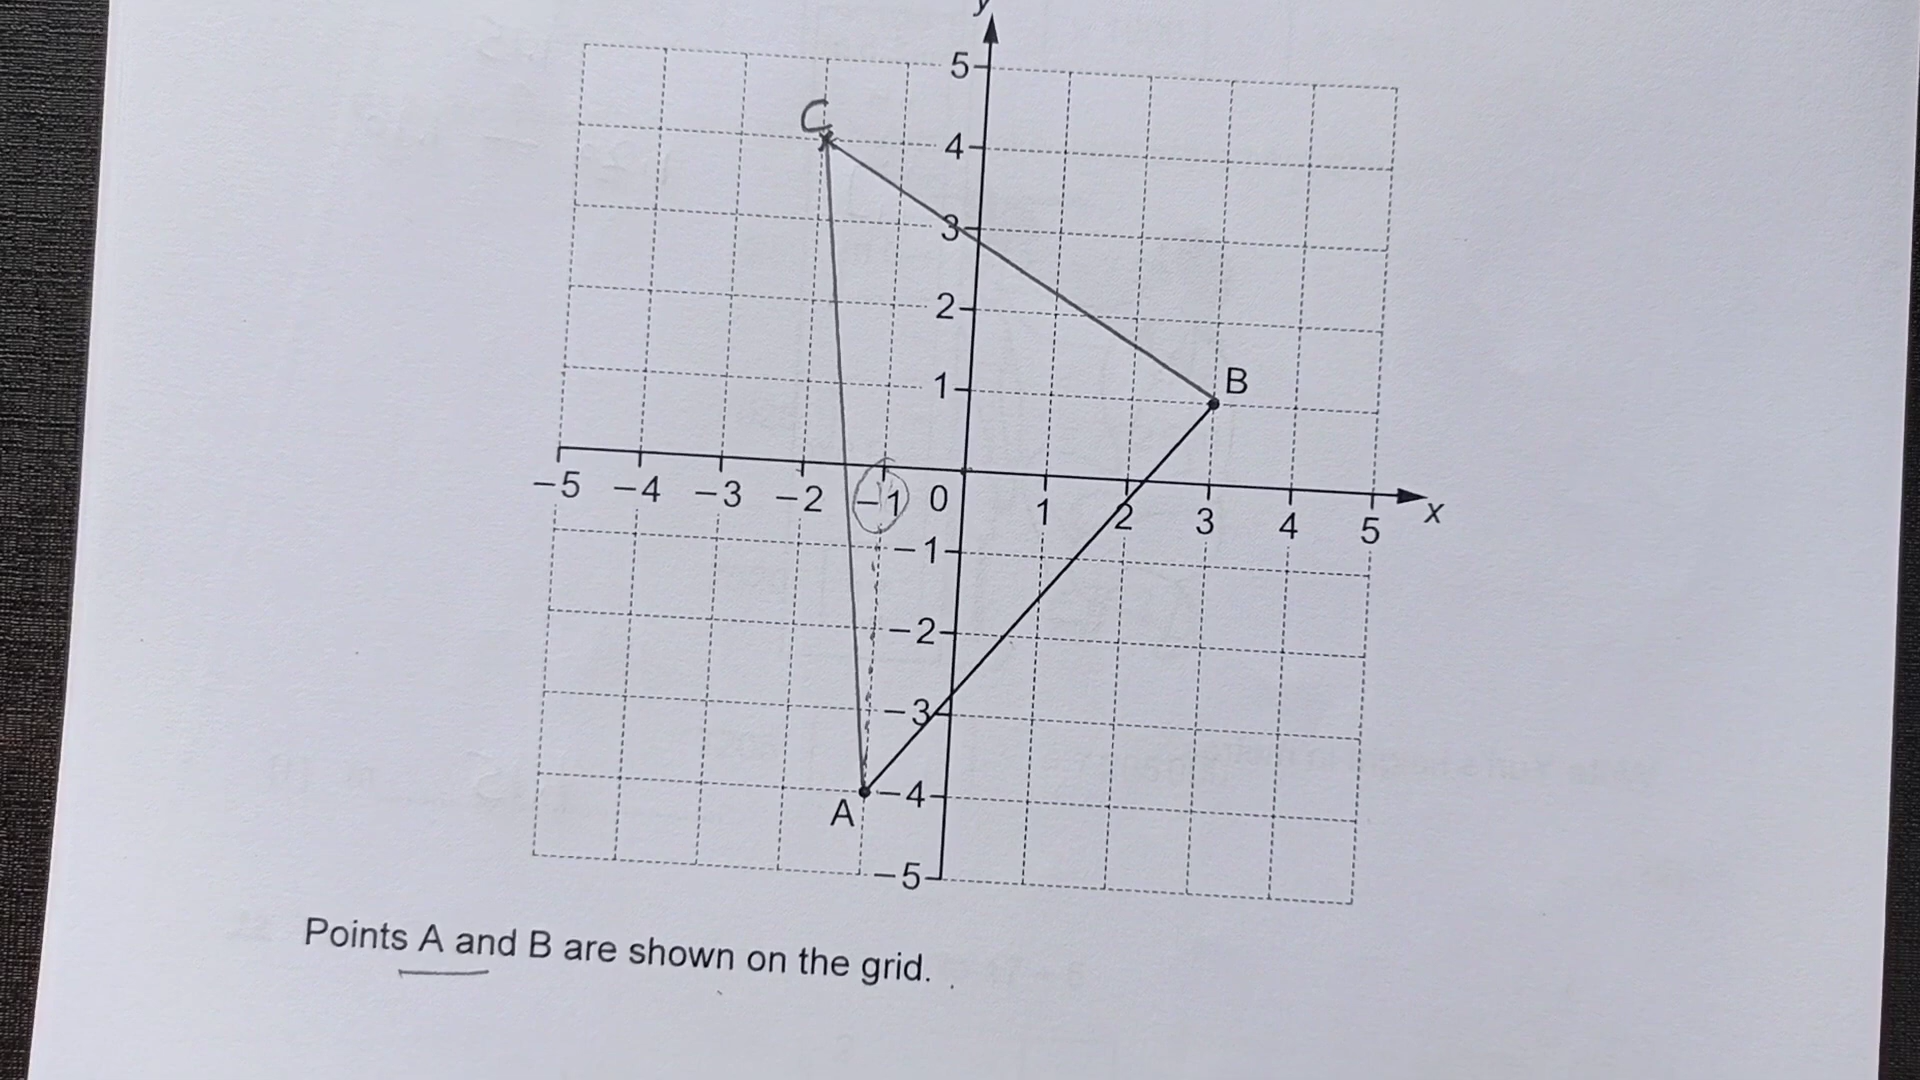 y
5
C
4
3
2
1
B
−5 −4 −3 −2 −1 0 1 2 3 4 5 x
−1
−2
−3
A −4
−5
Points A and B are shown on the grid.